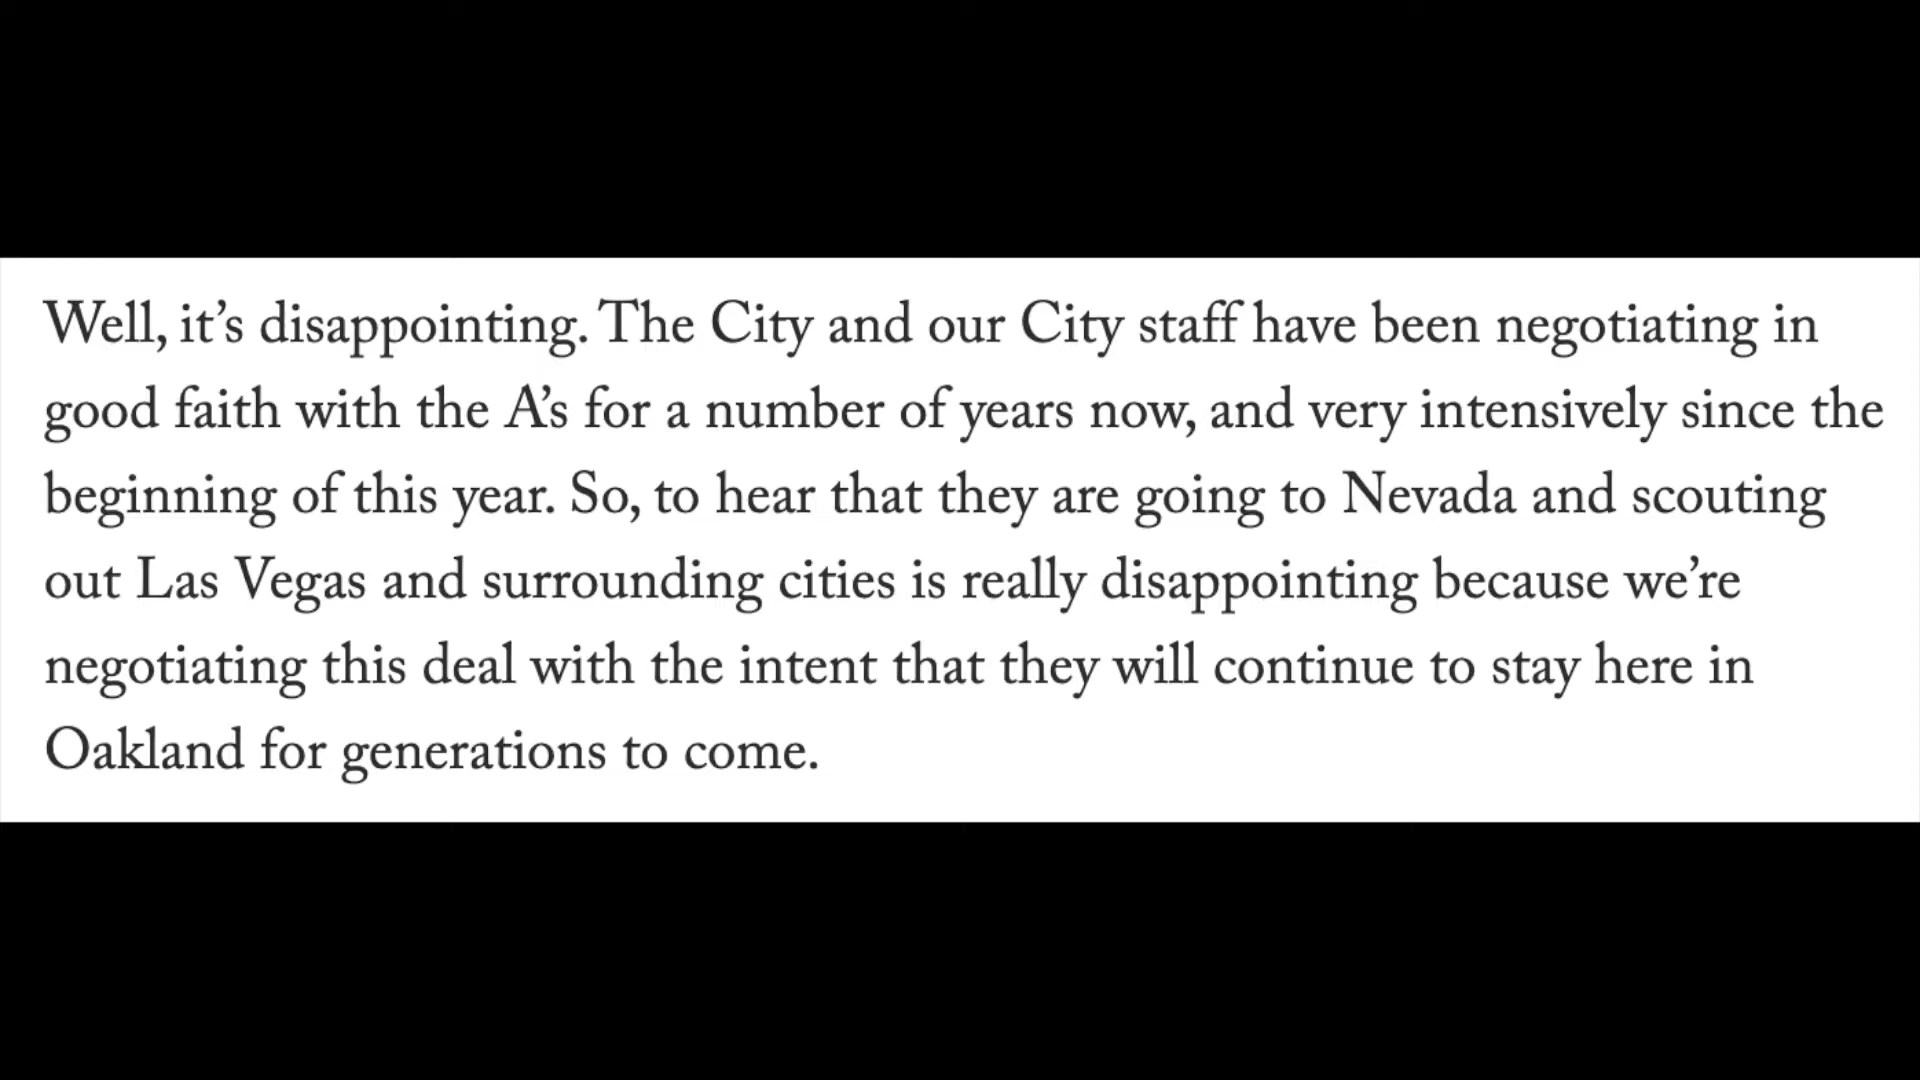 Well, it’s disappointing. The City and our City staff have been negotiating in
good faith with the A’s for a number of years now, and very intensively since the
beginning of this year. So, to hear that they are going to Nevada and scouting
out Las Vegas and surrounding cities is really disappointing because we’re
negotiating this deal with the intent that they will continue to stay here in
Oakland for generations to come.